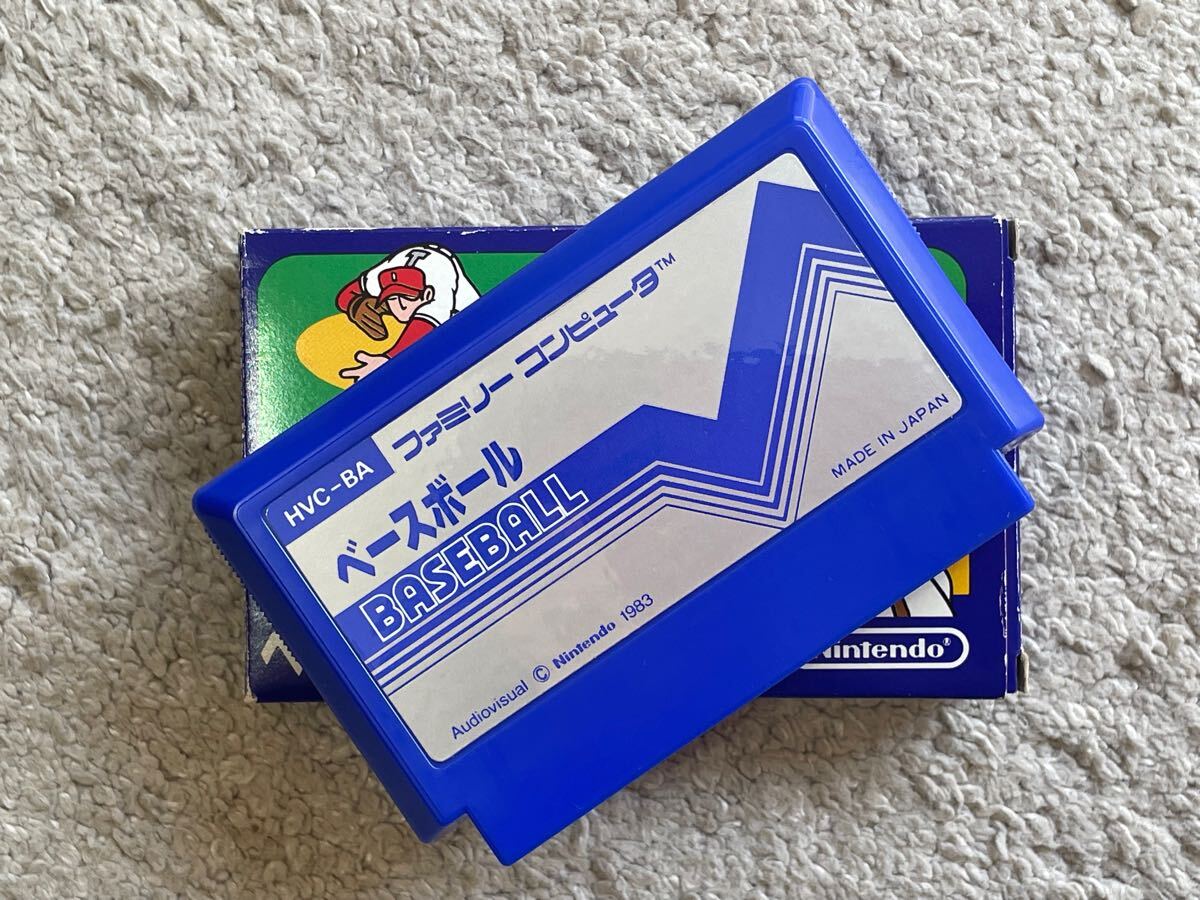 HVC-BA
ファミリー コンピュータ™
ベースボール
BASEBALL
MADE IN JAPAN
Audiovisual © Nintendo 1983
T
Nintendo®